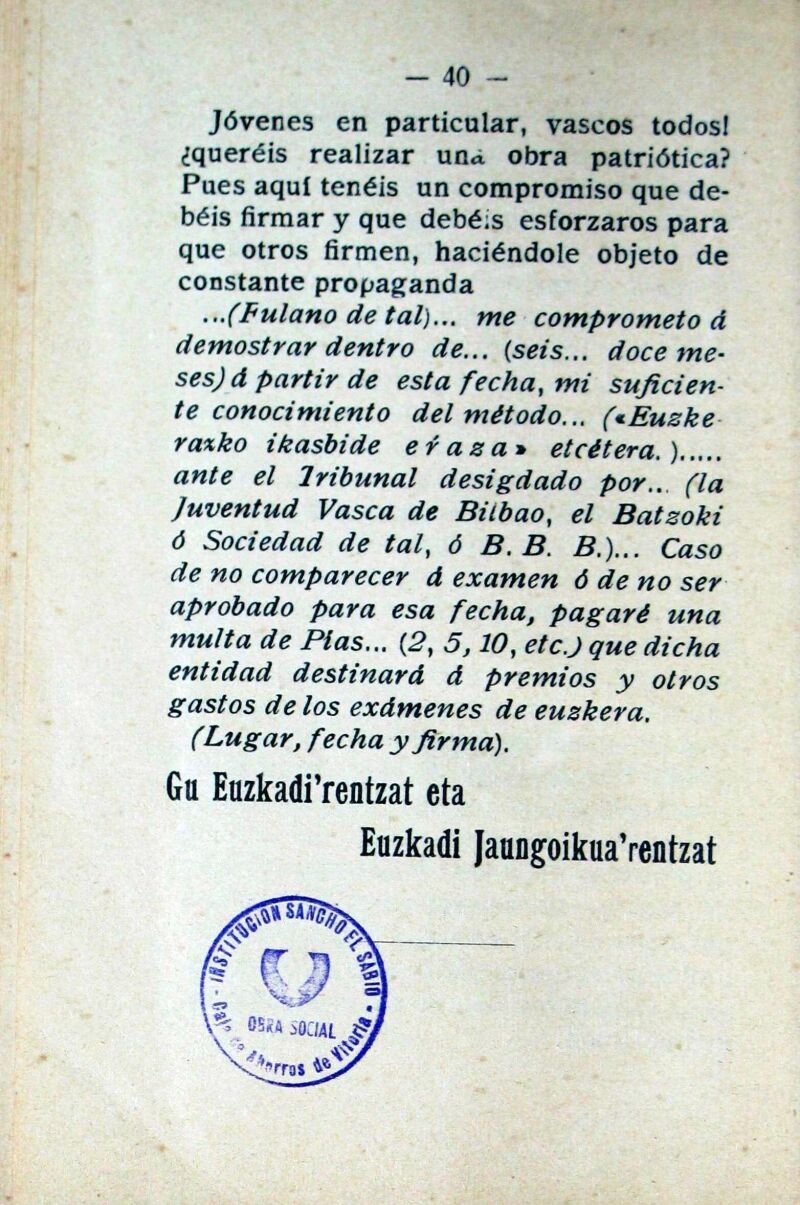 — 40 —
Jóvenes en particular, vascos todos!
¿queréis realizar una obra patriótica?
Pues aquí tenéis un compromiso que de-
béis firmar y que debéis esforzaros para
que otros firmen, haciéndole objeto de
constante propaganda
...(Fulano de tal)... me comprometo á
demostrar dentro de... (seis... doce me-
ses) á partir de esta fecha, mi suficien-
te conocimiento del método... («Euzke-
raxko ikasbide eŕaza» etcétera.).....
ante el Tribunal desigdado por... (la
Juventud Vasca de Bilbao, el Batzoki
ó Sociedad de tal, ó B. B. B.)... Caso
de no comparecer á examen ó de no ser
aprobado para esa fecha, pagaré una
multa de Ptas... (2, 5, 10, etc.) que dicha
entidad destinará á premios y otros
gastos de los exámenes de euzkera.
(Lugar, fecha y firma).
Gu Euzkadi'rentzat eta
Euzkadi Jaungoikua'rentzat
INSTITUCION SANCHO EL SABIO
OBRA SOCIAL
Caja de Ahorros de Vitoria